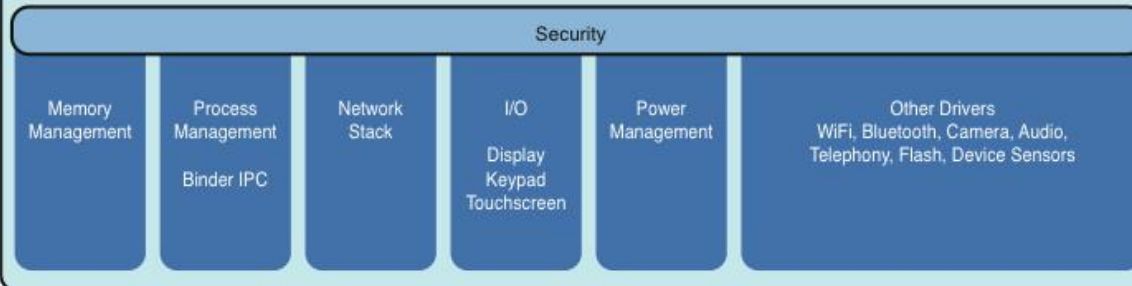 Security
Memory
Management
Process
Management
Binder IPC
Network
Stack
I/O
Display
Keypad
Touchscreen
Power
Management
Other Drivers
WiFi, Bluetooth, Camera, Audio,
Telephony, Flash, Device Sensors